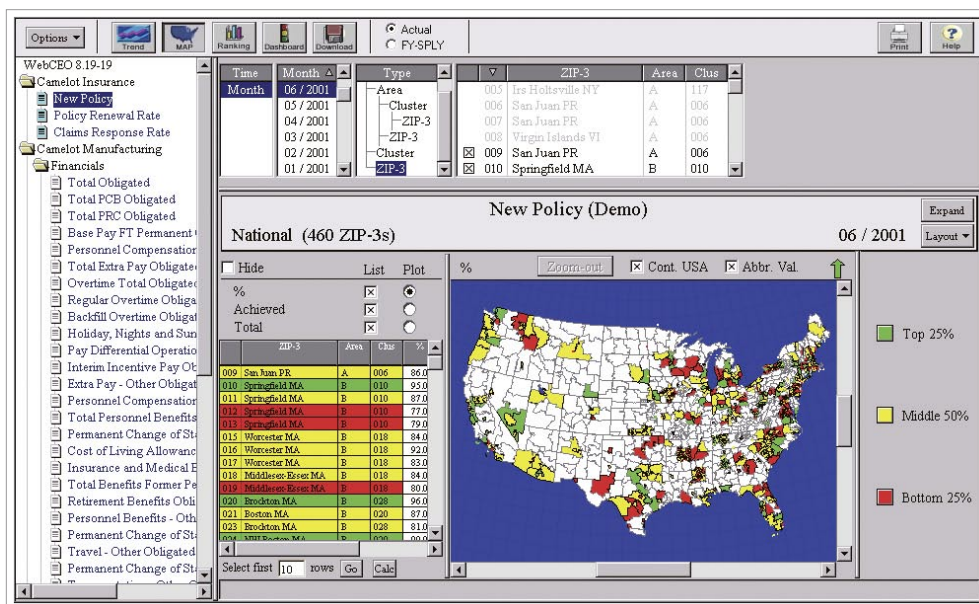 Options
Trend
MAP
Ranking
Dashboard
Download
Actual
FY-SPLY
Print
Help
WebCEO 8.19-19
Camelot Insurance
New Policy
Policy Renewal Rate
Claims Response Rate
Camelot Manufacturing
Financials
Total Obligated
Total PCB Obligated
Total PRC Obligated
Base Pay FT Permanent
Personnel Compensation
Total Extra Pay Obligate
Overtime Total Obligate
Regular Overtime Obliga
Backfill Overtime Obligat
Holiday, Nights and Sun
Pay Differential Operatio
Interim Incentive Pay Ob
Extra Pay - Other Obligat
Personnel Compensation
Total Personnel Benefits
Permanent Change of Sta
Cost of Living Allowanc
Insurance and Medical B
Total Benefits Former Pe
Retirement Benefits Obli
Personnel Benefits - Oth
Permanent Change of Sta
Travel - Other Obligated
Permanent Change of Sta
Time Month Type ZIP-3 Area Clus
Month 06 / 2001 Area 005 Irs Holtsville NY A 117
05 / 2001 Cluster 006 San Juan PR A 006
04 / 2001 ZIP-3 007 San Juan PR A 006
03 / 2001 ZIP-3 008 Virgin Islands VI A 006
02 / 2001 Cluster 009 San Juan PR A 006
01 / 2001 ZIP-3 010 Springfield MA B 010
New Policy (Demo)
Expand
National (460 ZIP-3s) 06 / 2001 Layout
Hide List Plot
%
Achieved
Total
ZIP-3 Area Clus %
009 San Juan PR A 006 86.0
010 Springfield MA B 010 95.0
011 Springfield MA B 010 87.0
012 Springfield MA B 010 77.0
013 Springfield MA B 010 79.0
015 Worcester MA B 018 84.0
016 Worcester MA B 018 92.0
017 Worcester MA B 018 83.0
018 Middlesex-Essex MA B 018 84.0
019 Middlesex-Essex MA B 018 80.0
020 Brockton MA B 028 96.0
021 Boston MA B 020 87.0
023 Brockton MA B 028 81.0
Select first 10 rows Go Calc
% Zoom-out Cont. USA Abbr. Val.
Top 25%
Middle 50%
Bottom 25%